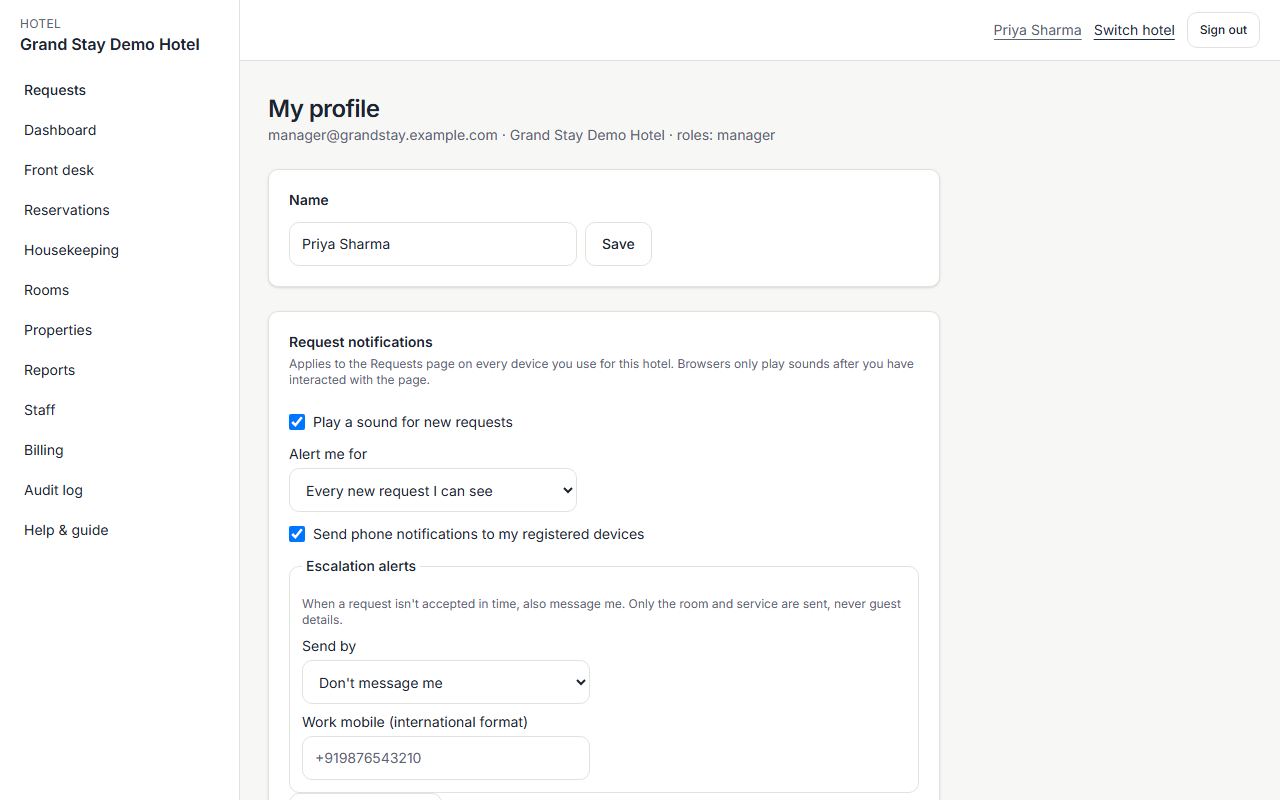 HOTEL
Grand Stay Demo Hotel
Requests
Dashboard
Front desk
Reservations
Housekeeping
Rooms
Properties
Reports
Staff
Billing
Audit log
Help & guide
Priya Sharma
Switch hotel
Sign out
My profile
manager@grandstay.example.com · Grand Stay Demo Hotel · roles: manager
Name
Priya Sharma
Save
Request notifications
Applies to the Requests page on every device you use for this hotel. Browsers only play sounds after you have
interacted with the page.
Play a sound for new requests
Alert me for
Every new request I can see
Send phone notifications to my registered devices
Escalation alerts
When a request isn't accepted in time, also message me. Only the room and service are sent, never guest
details.
Send by
Don't message me
Work mobile (international format)
+919876543210